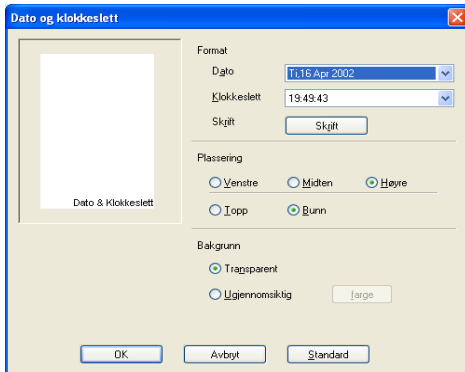 Dato og klokkeslett
Format
Dato Ti,16 Apr 2002
Klokkeslett 19:49:43
Skrift Skrift
Dato & Klokkeslett
Plassering
Venstre Midten Høyre
Topp Bunn
Bakgrunn
Transparent
Ugjennomsiktig farge
OK Avbryt Standard